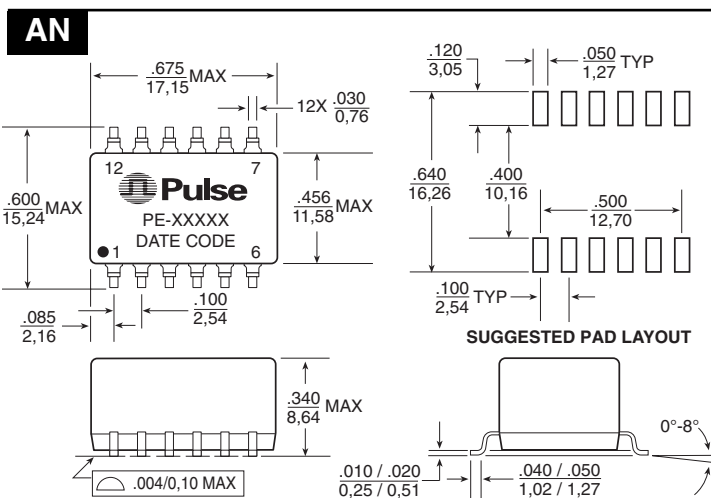 AN
.675
17,15
MAX
12X .030
0,76
.600
15,24
MAX
12
7
Pulse
PE-XXXXX
DATE CODE
1
6
.456
11,58
MAX
.085
2,16
.100
2,54
.120
3,05
.050
1,27
TYP
.640
16,26
.400
10,16
.500
12,70
.100
2,54
TYP
SUGGESTED PAD LAYOUT
.340
8,64
MAX
.004/0,10 MAX
0°-8°
.010 / .020
0,25 / 0,51
.040 / .050
1,02 / 1,27